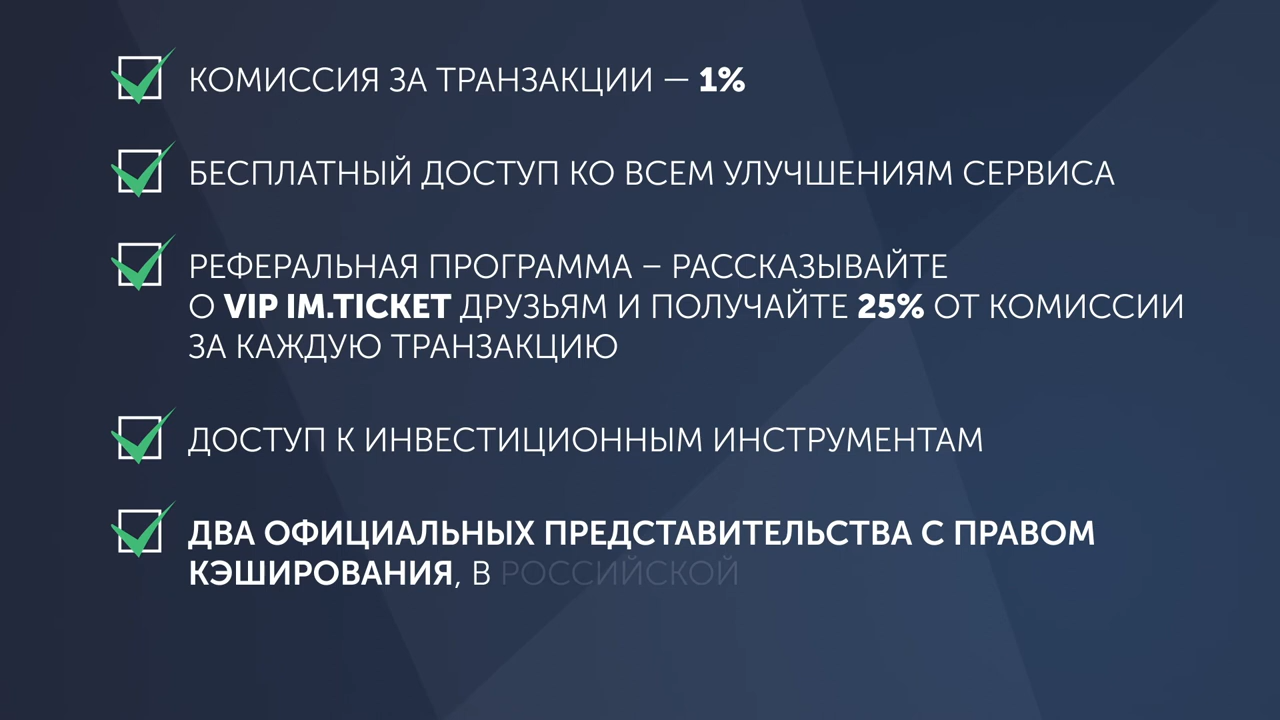 КОМИССИЯ ЗА ТРАНЗАКЦИИ — 1%
БЕСПЛАТНЫЙ ДОСТУП КО ВСЕМ УЛУЧШЕНИЯМ СЕРВИСА
РЕФЕРАЛЬНАЯ ПРОГРАММА – РАССКАЗЫВАЙТЕ
О VIP IM.TICKET ДРУЗЬЯМ И ПОЛУЧАЙТЕ 25% ОТ КОМИССИИ
ЗА КАЖДУЮ ТРАНЗАКЦИЮ
ДОСТУП К ИНВЕСТИЦИОННЫМ ИНСТРУМЕНТАМ
ДВА ОФИЦИАЛЬНЫХ ПРЕДСТАВИТЕЛЬСТВА С ПРАВОМ
КЭШИРОВАНИЯ, В РОССИЙСКОЙ